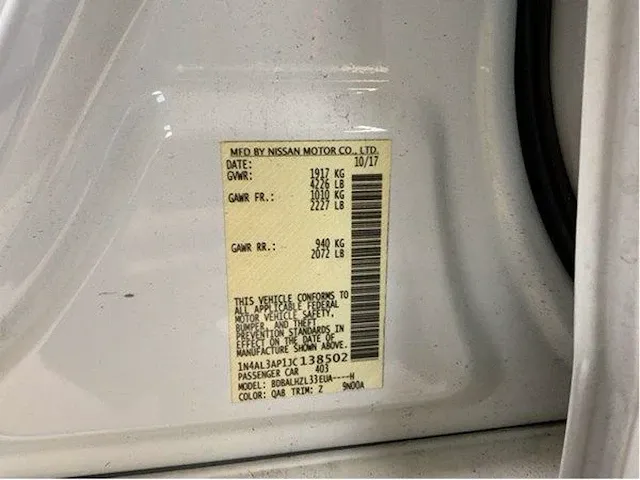 MFD BY NISSAN MOTOR CO., LTD.
DATE: 10/17
GVWR: 1917 KG
4226 LB
GAWR FR.: 1010 KG
2227 LB
GAWR RR.: 940 KG
2072 LB
THIS VEHICLE CONFORMS TO
ALL APPLICABLE FEDERAL
MOTOR VEHICLE SAFETY,
BUMPER, AND THEFT
PREVENTION STANDARDS IN
EFFECT ON THE DATE OF
MANUFACTURE SHOWN ABOVE.
1N4AL3AP1JC138502
PASSENGER CAR 403
MODEL: BDBALHZL33EUA----H
COLOR: QAB TRIM: Z 9N00A